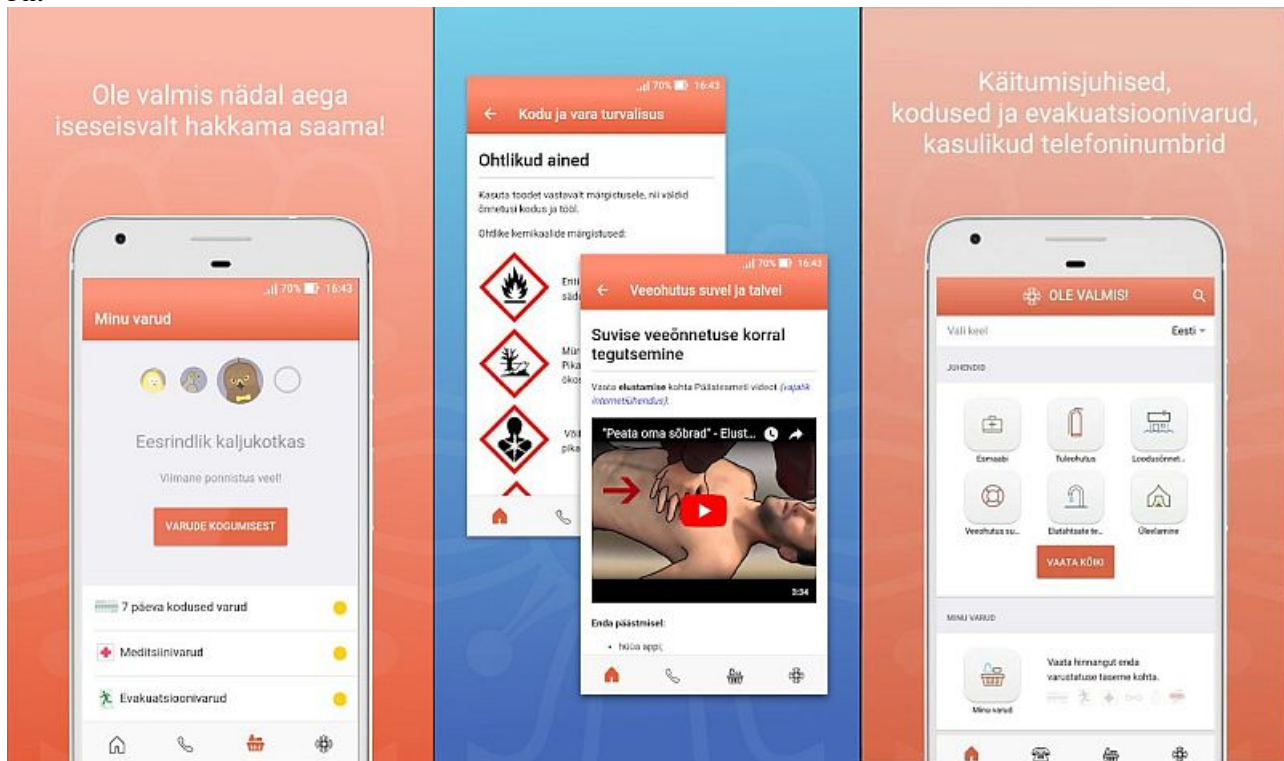 Ole valmis nädal aega
iseseisvalt hakkama saama!
70% 16:43
Minu varud
Eesrindlik kaljukotkas
Viimane ponnistus veel!
VARUDE KOGUMISEST
7 päeva kodused varud
Meditsiinivarud
Evakuatsioonivarud
70% 16:43
Kodu ja vara turvalisus
Ohtlikud ained
Kasuta toodet vastavalt märgistusele, nii väldid
õnnetusi kodus ja tööl.
Ohtlike kemikaalide märgistused:
70% 16:43
Veeohutus suvel ja talvel
Suvise veeõnnetuse korral
tegutsemine
Vaata elustamise kohta Päästeameti videot (vajalik
internetiühendus).
"Peata oma sõbrad" - Elust...
3:34
Enda päästmisel:
• hüüa appi;
Käitumisjuhised,
kodused ja evakuatsioonivarud,
kasulikud telefoninumbrid
OLE VALMIS!
Vali keel Eesti
JUHENDID
Esmaabi Tuleohutus Loodusõnnet...
Veeohutus su... Elutähtsate te... Üleelamine
VAATA KÕIKI
MINU VARUD
Vaata hinnangut enda
varustatuse taseme kohta.
Minu varud